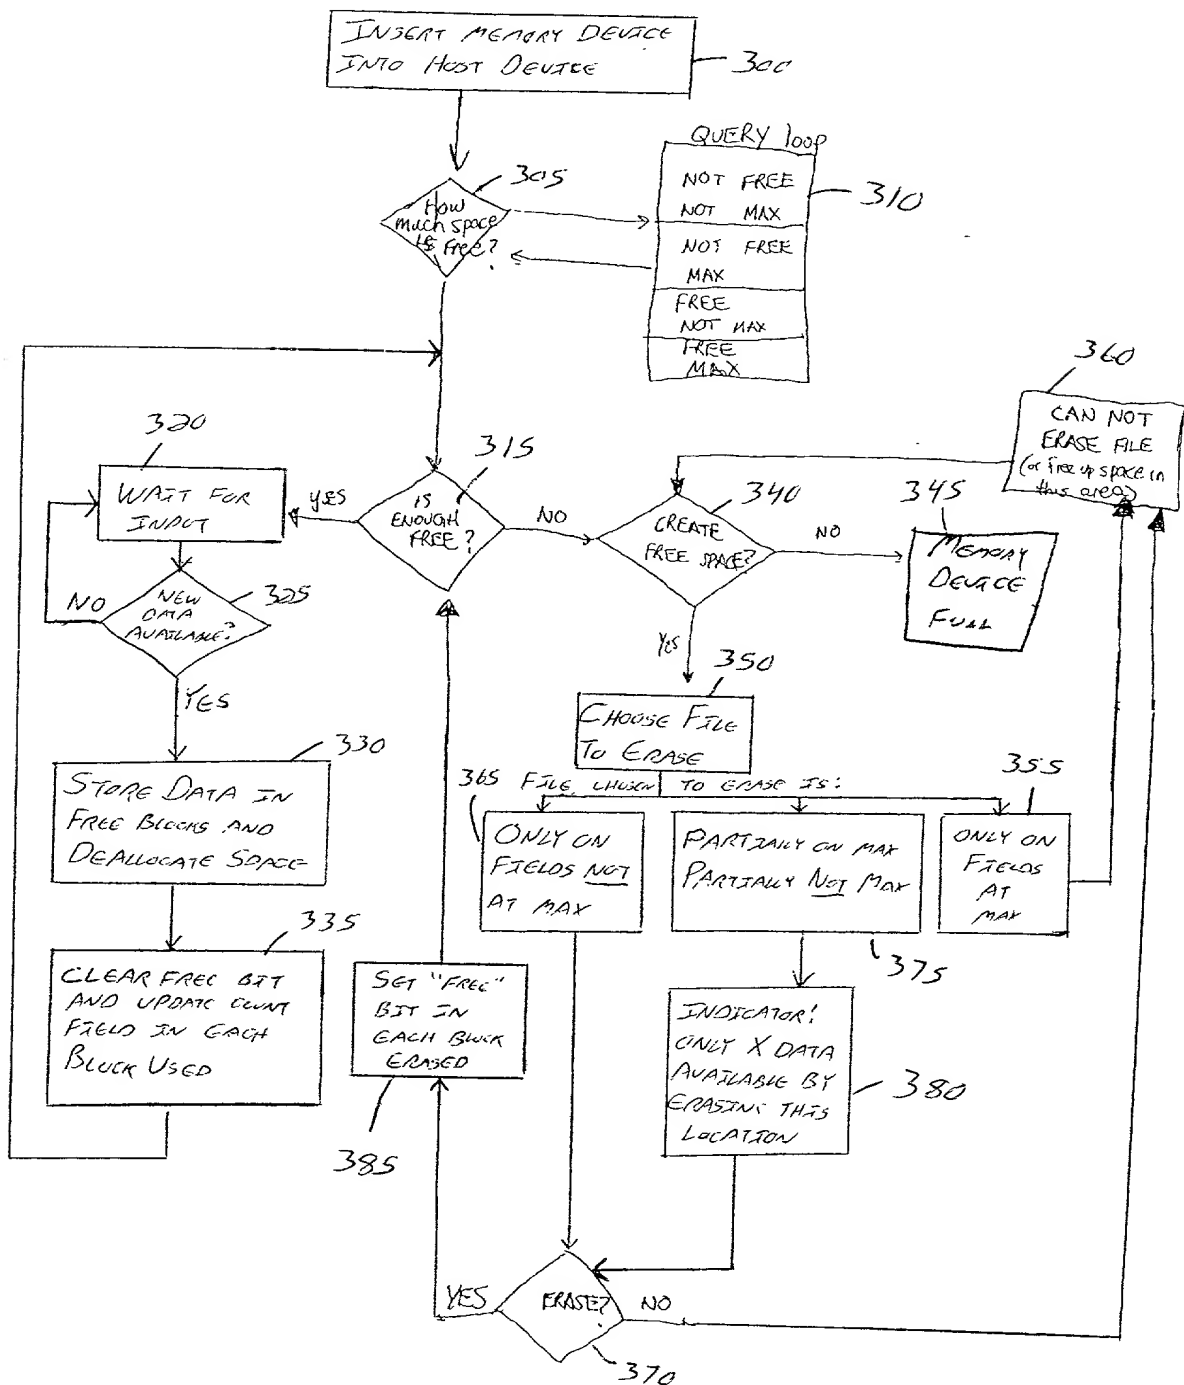 INSERT MEMORY DEVICE
INTO HOST DEVICE
300
QUERY loop
305
How
much space
is free?
NOT FREE
NOT MAX
310
NOT FREE
MAX
FREE
NOT MAX
FREE
MAX
360
CAN NOT
ERASE FILE
(or free up space in
this area)
320
WAIT FOR
INPUT
315
YES
IS
ENOUGH
FREE?
NO
340
CREATE
FREE SPACE?
NO
345
MEMORY
DEVICE
FULL
NO
NEW
DATA
AVAILABLE?
325
YES
YES
350
CHOOSE FILE
TO ERASE
330
STORE DATA IN
FREE BLOCKS AND
DEALLOCATE SPACE
365
FILE CHOSEN TO ERASE IS:
355
ONLY ON
FIELDS NOT
AT MAX
PARTIALLY ON MAX
PARTIALLY NOT MAX
375
ONLY ON
FIELDS
AT
MAX
335
CLEAR FREE BIT
AND UPDATE COUNT
FIELD IN EACH
BLOCK USED
SET "FREE"
BIT IN
EACH BLOCK
ERASED
385
INDICATOR!
ONLY X DATA
AVAILABLE BY
ERASING THIS
LOCATION
380
YES
ERASE?
NO
370